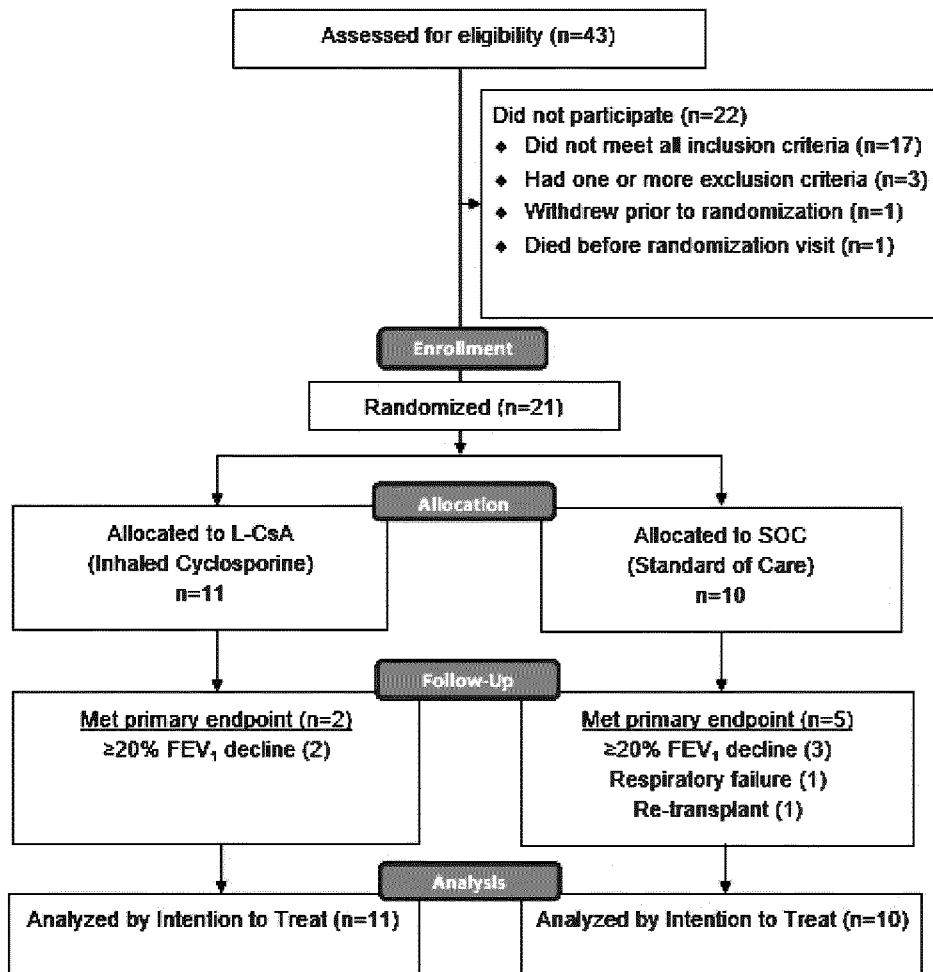 Assessed for eligibility (n=43)
Did not participate (n=22)
◆ Did not meet all inclusion criteria (n=17)
◆ Had one or more exclusion criteria (n=3)
◆ Withdrew prior to randomization (n=1)
◆ Died before randomization visit (n=1)
Enrollment
Randomized (n=21)
Allocation
Allocated to L-CsA
(Inhaled Cyclosporine)
n=11
Allocated to SOC
(Standard of Care)
n=10
Follow-Up
Met primary endpoint (n=2)
≥20% FEV₁ decline (2)
Met primary endpoint (n=5)
≥20% FEV₁ decline (3)
Respiratory failure (1)
Re-transplant (1)
Analysis
Analyzed by Intention to Treat (n=11)
Analyzed by Intention to Treat (n=10)